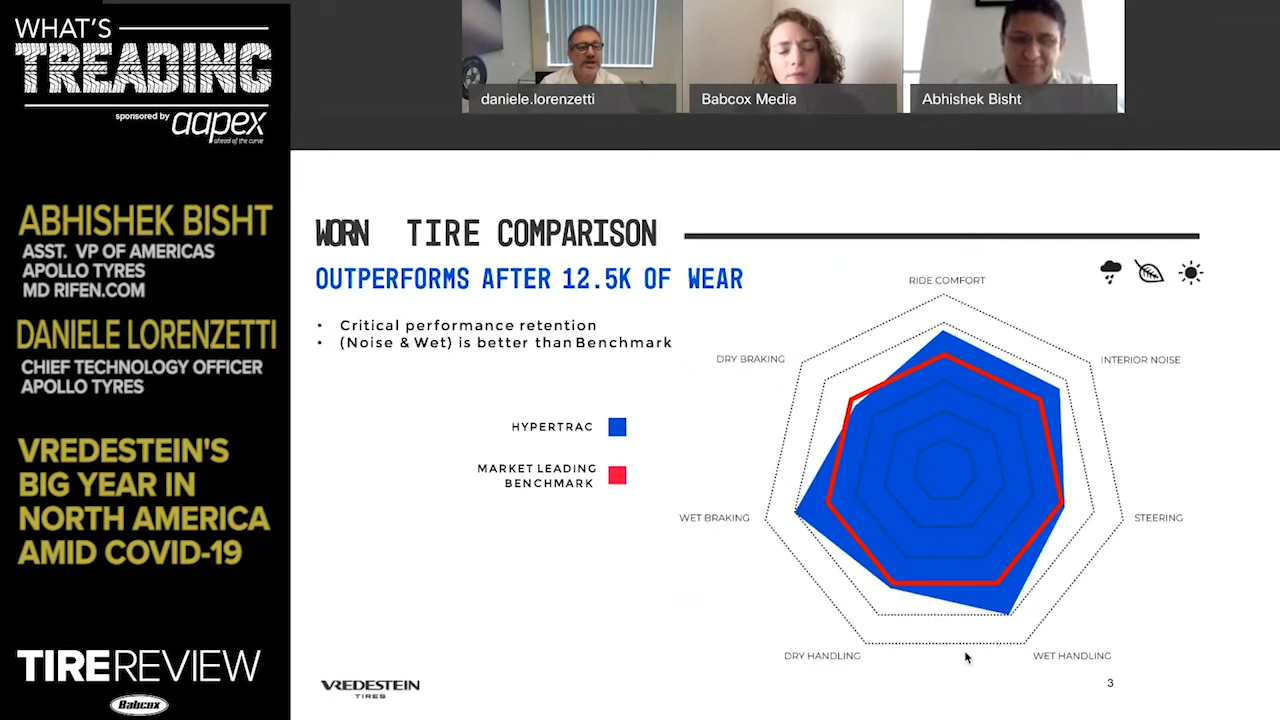 WHAT'S
TREADING
sponsored by aapex
ahead of the curve
ABHISHEK BISHT
ASST. VP OF AMERICAS
APOLLO TYRES
MD RIFEN.COM
DANIELE LORENZETTI
CHIEF TECHNOLOGY OFFICER
APOLLO TYRES
VREDESTEIN'S
BIG YEAR IN
NORTH AMERICA
AMID COVID-19
TIREREVIEW
Babcox
daniele.lorenzetti
Babcox Media
Abhishek Bisht
WORN TIRE COMPARISON
OUTPERFORMS AFTER 12.5K OF WEAR
• Critical performance retention
• (Noise & Wet) is better than Benchmark
HYPERTRAC
MARKET LEADING
BENCHMARK
RIDE COMFORT
DRY BRAKING
INTERIOR NOISE
WET BRAKING
STEERING
DRY HANDLING
WET HANDLING
VREDESTEIN
TIRES
3